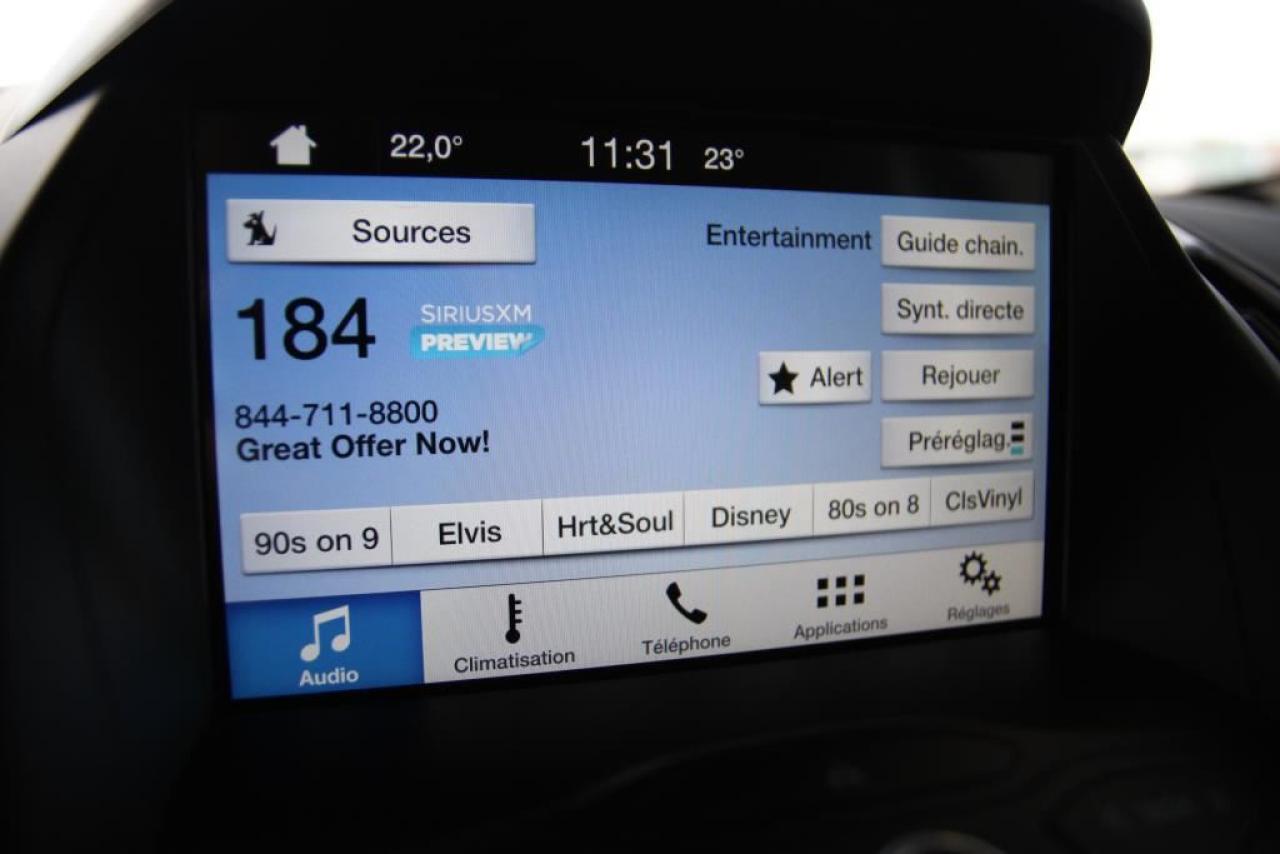 22,0° 11:31 23°
Sources
Entertainment
Guide chain.
184
SIRIUSXM
PREVIEW
Synt. directe
Alert
Rejouer
844-711-8800
Great Offer Now!
Préréglag.
90s on 9 Elvis Hrt&Soul Disney 80s on 8 ClsVinyl
Audio Climatisation Téléphone Applications Réglages